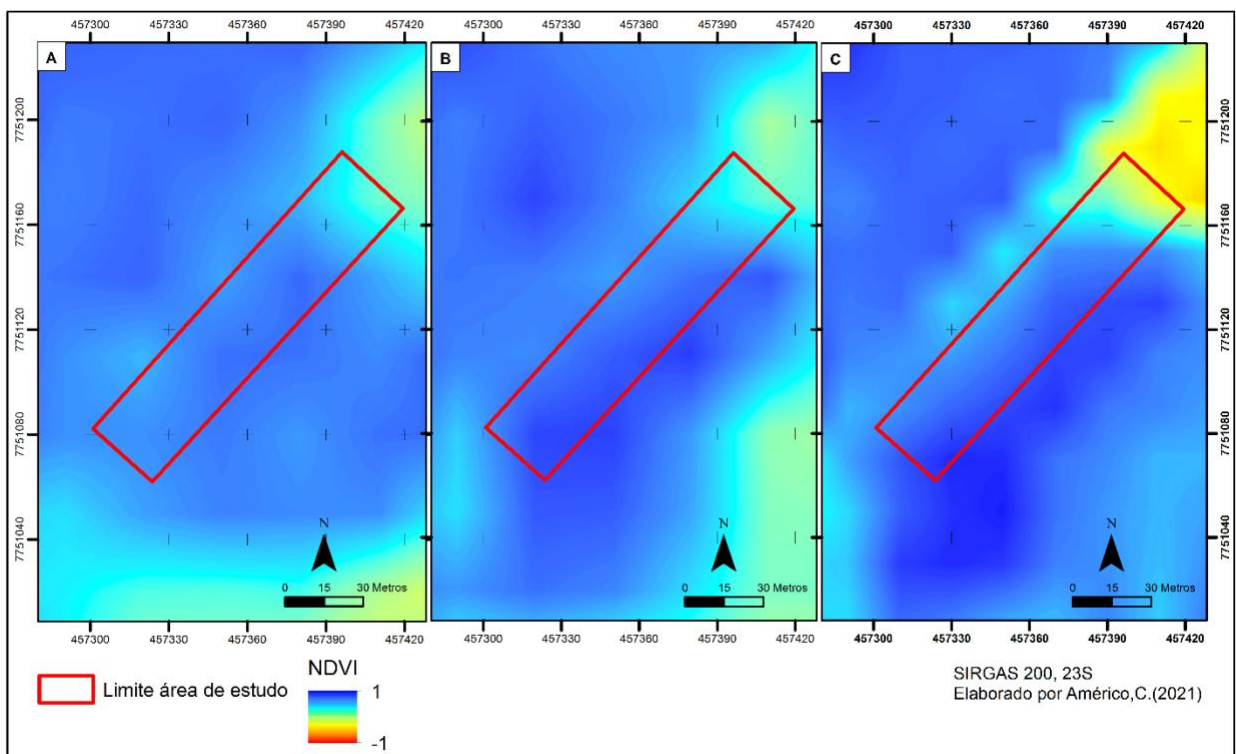 457300 457330 457360 457390 457420
457300 457330 457360 457390 457420
457300 457330 457360 457390 457420
A
B
C
7751200
7751160
7751120
7751080
7751040
7751200
7751160
7751120
7751080
7751040
N
0 15 30 Metros
N
0 15 30 Metros
N
0 15 30 Metros
457300 457330 457360 457390 457420
457300 457330 457360 457390 457420
457300 457330 457360 457390 457420
Limite área de estudo
NDVI
1
-1
SIRGAS 200, 23S
Elaborado por Américo,C.(2021)